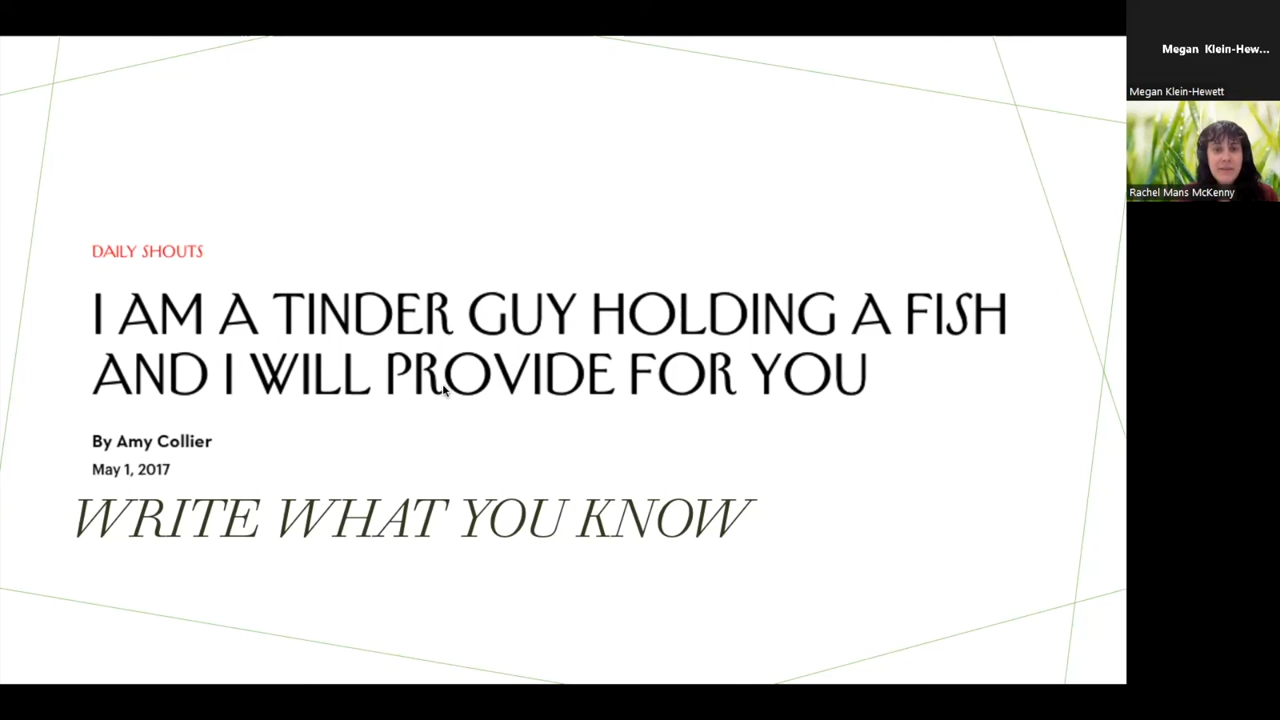 Megan Klein-Hew...
Megan Klein-Hewett
Rachel Mans McKenny
DAILY SHOUTS
I AM A TINDER GUY HOLDING A FISH
AND I WILL PROVIDE FOR YOU
By Amy Collier
May 1, 2017
WRITE WHAT YOU KNOW